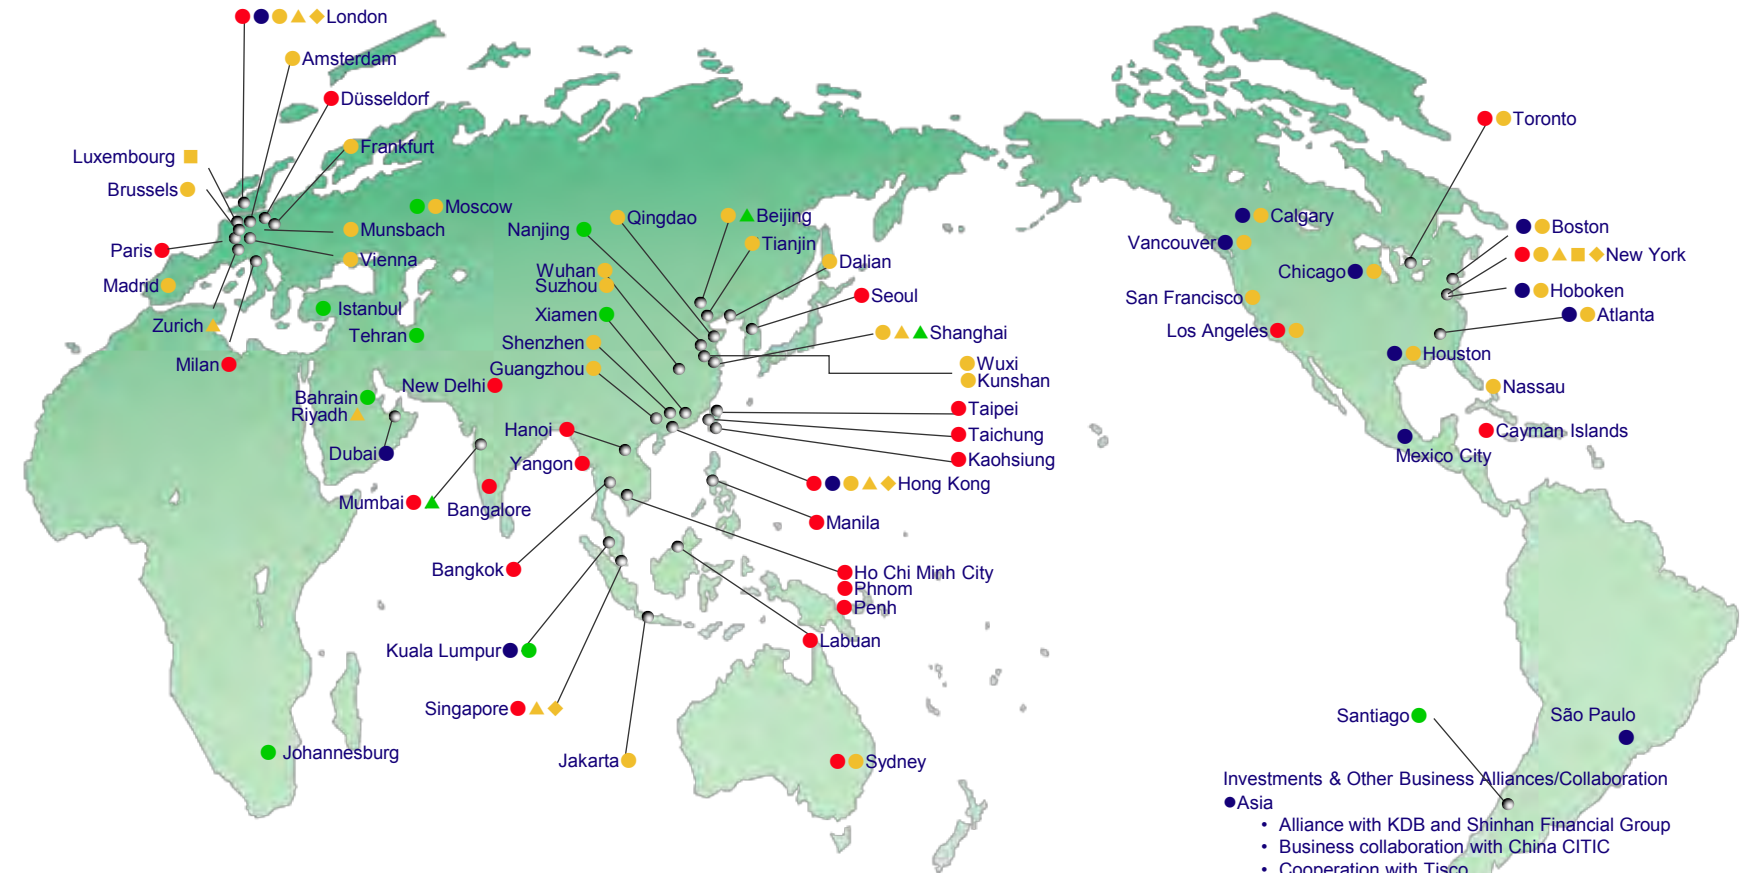 London
Amsterdam
Düsseldorf
Toronto
Frankfurt
Luxembourg
Brussels
Moscow
Qingdao
Beijing
Calgary
Boston
Nanjing
Munsbach
Tianjin
Vancouver
Paris
New York
Vienna
Dalian
Wuhan
Chicago
Madrid
Suzhou
Hoboken
Seoul
San Francisco
Istanbul
Xiamen
Atlanta
Zurich
Tehran
Shanghai
Los Angeles
Shenzhen
Houston
Milan
Guangzhou
Wuxi
Kunshan
New Delhi
Nassau
Bahrain
Riyadh
Taipei
Hanoi
Taichung
Cayman Islands
Dubai
Yangon
Kaohsiung
Mexico City
Mumbai
Bangalore
Hong Kong
Manila
Bangkok
Ho Chi Minh City
Phnom
Penh
Labuan
Kuala Lumpur
Singapore
Santiago
São Paulo
Johannesburg
Jakarta
Sydney
Investments & Other Business Alliances/Collaboration
●Asia
• Alliance with KDB and Shinhan Financial Group
• Business collaboration with China CITIC
• Cooperation with Tisco